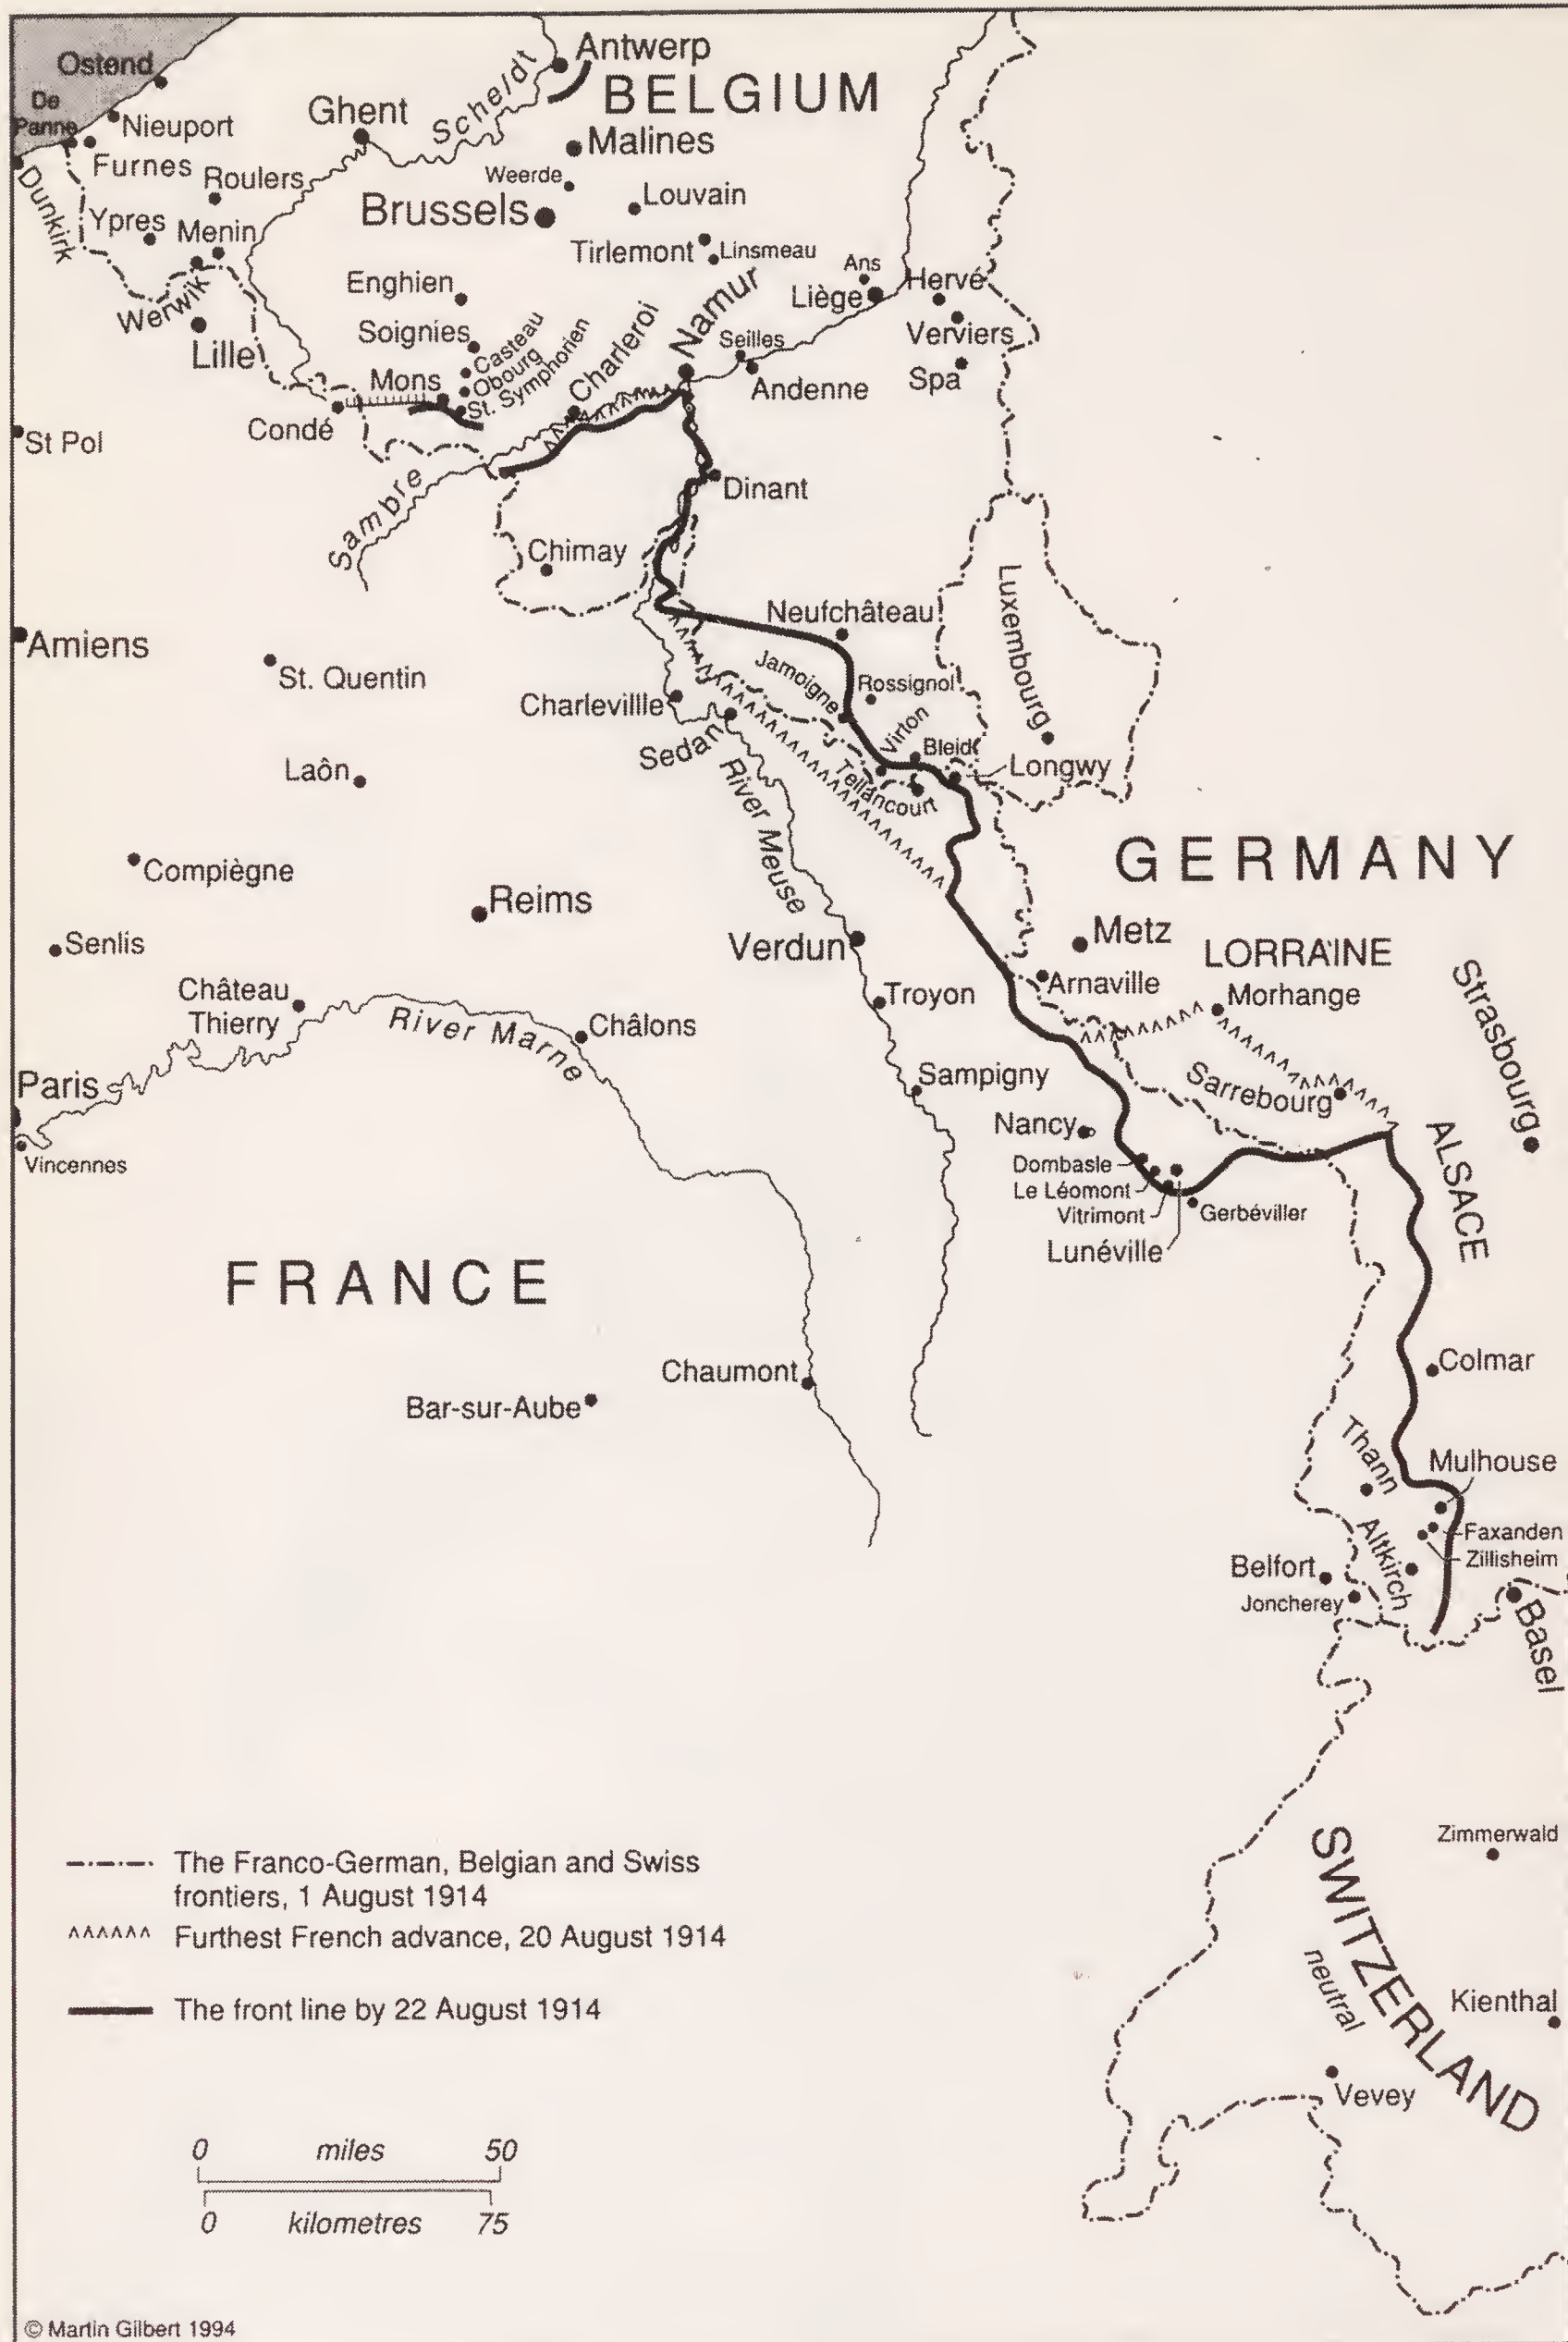 Ostend
De
Panne
Nieuport
Furnes
Dunkirk
Roulers
Ypres
Menin
Werwik
Lille
Ghent
Scheldt
Antwerp
BELGIUM
Malines
Weerde
Brussels
Louvain
Tirlemont
Linsmeau
Enghien
Soignies
Casteau
Obourg
St. Symphorien
Mons
Condé
Charleroi
Namur
Seilles
Andenne
Ans
Liège
Hervé
Verviers
Spa
St Pol
Sambre
Dinant
Chimay
Amiens
St. Quentin
Neufchâteau
Jamoigne
Rossignol
Luxembourg
Charlevillle
Sedan
Virton
Bleid
Longwy
Tellancourt
Laôn
River Meuse
GERMANY
Compiègne
Reims
Senlis
Verdun
Metz
LORRAINE
Arnaville
Morhange
Strasbourg
Château
Thierry
River Marne
Châlons
Troyon
Paris
Vincennes
Sampigny
Sarrebourg
Nancy
Dombasle
Le Léomont
Vitrimont
Gerbéviller
Lunéville
ALSACE
FRANCE
Chaumont
Bar-sur-Aube
Colmar
Thann
Mulhouse
Faxanden
Zillisheim
Altkirch
Belfort
Joncherey
Basel
Zimmerwald
SWITZERLAND
neutral
Kienthal
Vevey
The Franco-German, Belgian and Swiss
frontiers, 1 August 1914
Furthest French advance, 20 August 1914
The front line by 22 August 1914
0 miles 50
0 kilometres 75
© Martin Gilbert 1994